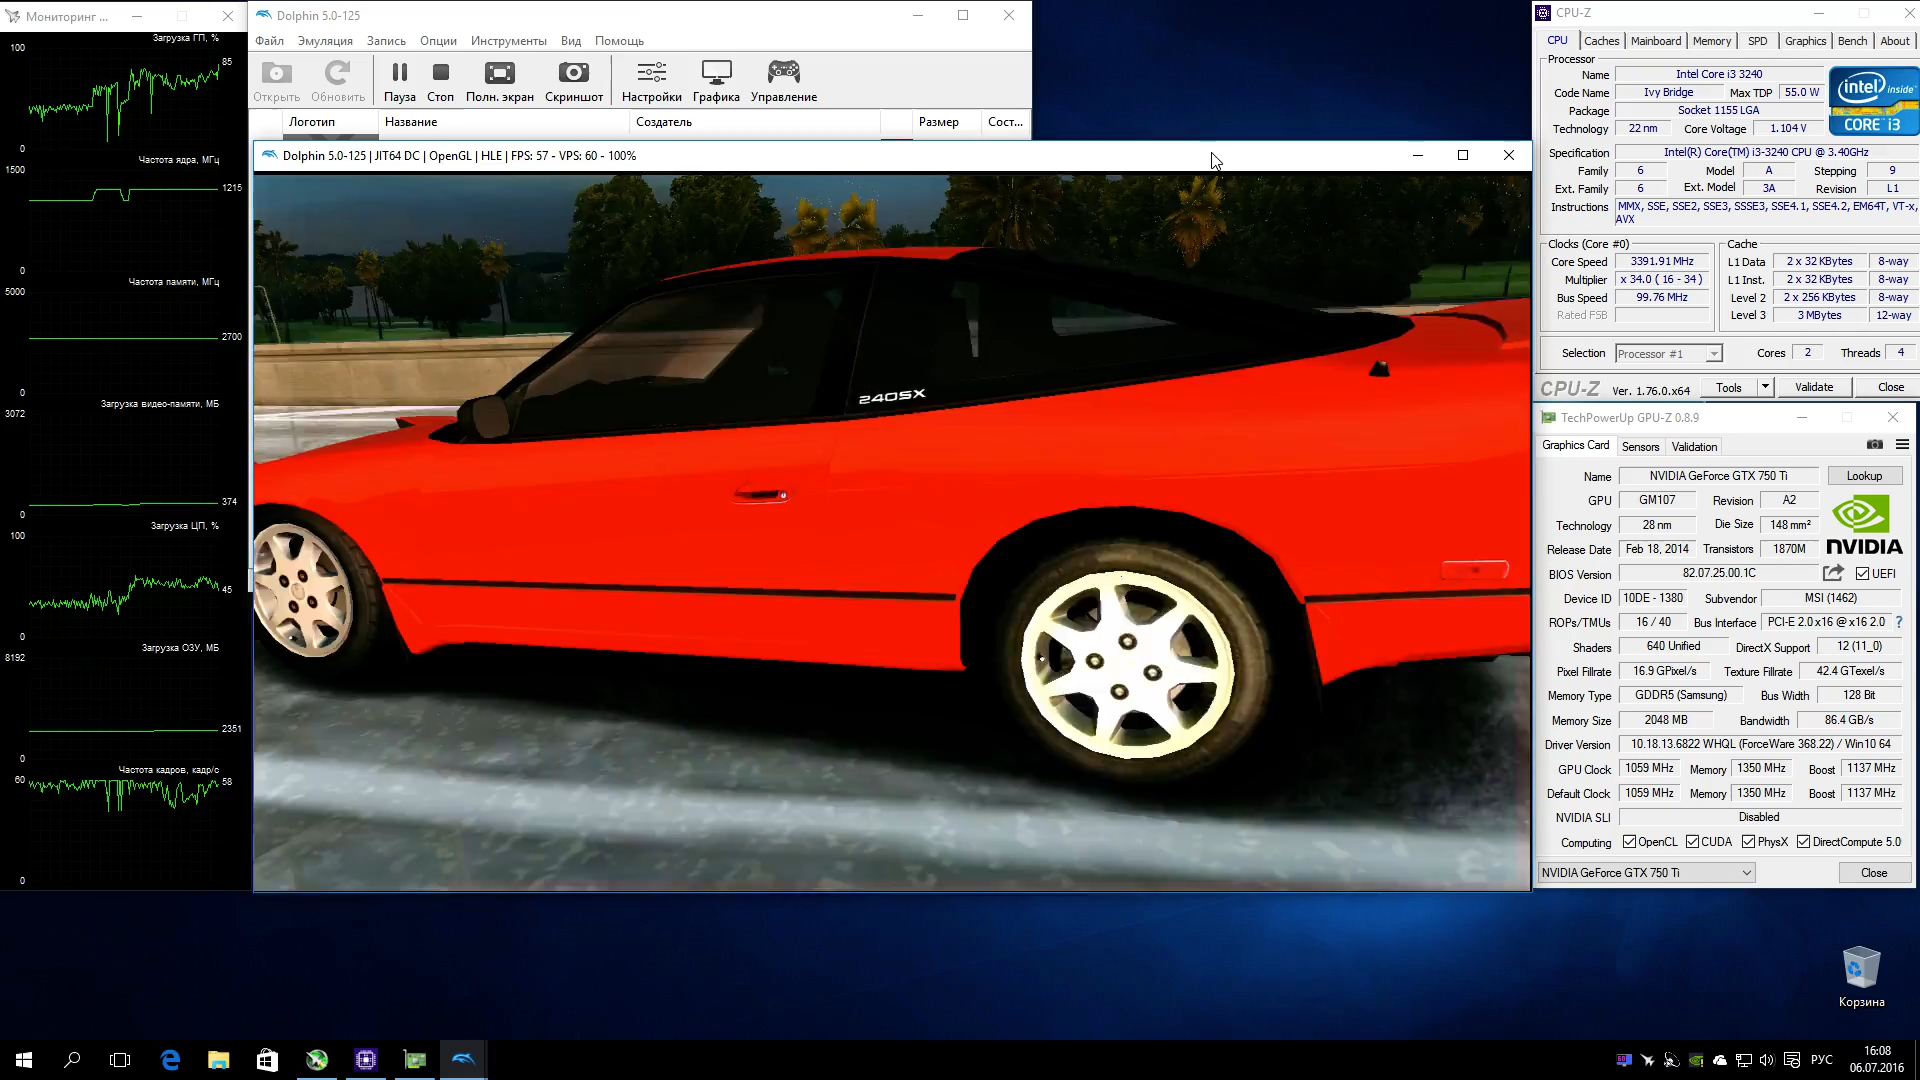 Мониторинг ...
Загрузка ГП, %
100
85
0
Частота ядра, МГц
1500
1215
0
Частота памяти, МГц
5000
2700
0
Загрузка видео-памяти, МБ
3072
374
0
Загрузка ЦП, %
100
45
0
Загрузка ОЗУ, МБ
8192
2351
0
Частота кадров, кадр/с
60
58
0
Dolphin 5.0-125
Файл Эмуляция Запись Опции Инструменты Вид Помощь
Открыть Обновить Пауза Стоп Полн. экран Скриншот Настройки Графика Управление
Логотип Название Создатель Размер Сост...
Dolphin 5.0-125 | JIT64 DC | OpenGL | HLE | FPS: 57 - VPS: 60 - 100%
240SX
CPU-Z
CPU Caches Mainboard Memory SPD Graphics Bench About
Processor
Name Intel Core i3 3240
Code Name Ivy Bridge Max TDP 55.0 W
Package Socket 1155 LGA
Technology 22 nm Core Voltage 1.104 V
intel inside™
CORE i3
Specification Intel(R) Core(TM) i3-3240 CPU @ 3.40GHz
Family 6 Model A Stepping 9
Ext. Family 6 Ext. Model 3A Revision L1
Instructions MMX, SSE, SSE2, SSE3, SSSE3, SSE4.1, SSE4.2, EM64T, VT-x,
AVX
Clocks (Core #0)
Core Speed 3391.91 MHz
Multiplier x 34.0 ( 16 - 34 )
Bus Speed 99.76 MHz
Rated FSB
Cache
L1 Data 2 x 32 KBytes 8-way
L1 Inst. 2 x 32 KBytes 8-way
Level 2 2 x 256 KBytes 8-way
Level 3 3 MBytes 12-way
Selection Processor #1 Cores 2 Threads 4
CPU-Z Ver. 1.76.0.x64 Tools Validate Close
TechPowerUp GPU-Z 0.8.9
Graphics Card Sensors Validation
Name NVIDIA GeForce GTX 750 Ti Lookup
GPU GM107 Revision A2
Technology 28 nm Die Size 148 mm²
Release Date Feb 18, 2014 Transistors 1870M
NVIDIA
BIOS Version 82.07.25.00.1C UEFI
Device ID 10DE - 1380 Subvendor MSI (1462)
ROPs/TMUs 16 / 40 Bus Interface PCI-E 2.0 x16 @ x16 2.0 ?
Shaders 640 Unified DirectX Support 12 (11_0)
Pixel Fillrate 16.9 GPixel/s Texture Fillrate 42.4 GTexel/s
Memory Type GDDR5 (Samsung) Bus Width 128 Bit
Memory Size 2048 MB Bandwidth 86.4 GB/s
Driver Version 10.18.13.6822 WHQL (ForceWare 368.22) / Win10 64
GPU Clock 1059 MHz Memory 1350 MHz Boost 1137 MHz
Default Clock 1059 MHz Memory 1350 MHz Boost 1137 MHz
NVIDIA SLI Disabled
Computing OpenCL CUDA PhysX DirectCompute 5.0
NVIDIA GeForce GTX 750 Ti Close
Корзина
РУС
16:08
06.07.2016